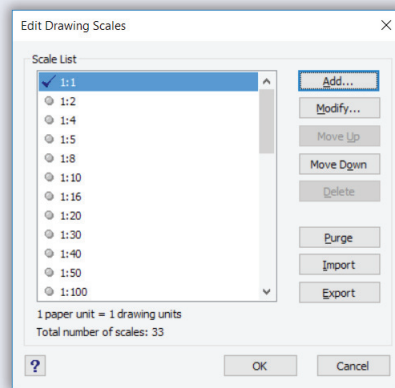 Edit Drawing Scales
Scale List
1:1
1:2
1:4
1:5
1:8
1:10
1:16
1:20
1:30
1:40
1:50
1:100
Add...
Modify...
Move Up
Move Down
Delete
Purge
Import
Export
1 paper unit = 1 drawing units
Total number of scales: 33
?
OK
Cancel